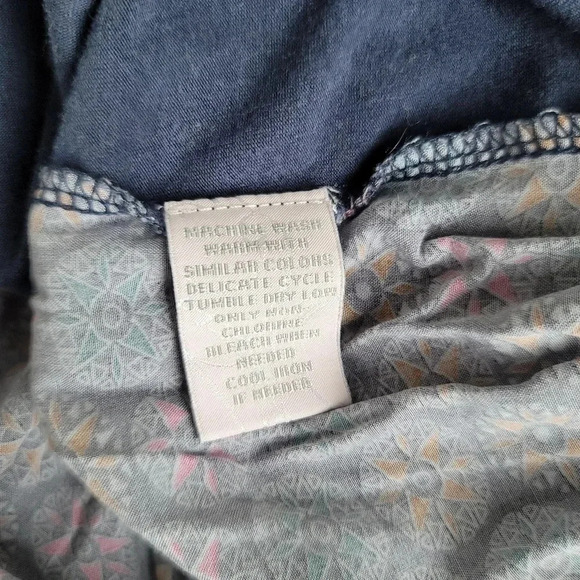 MACHINE WASH
WARM WITH
SIMILAR COLORS
DELICATE CYCLE
TUMBLE DRY LOW
ONLY NON-
CHLORINE
BLEACH WHEN
NEEDED
COOL IRON
IF NEEDED